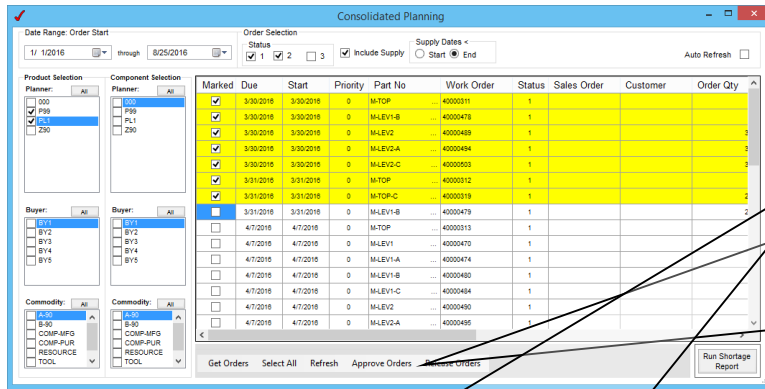 Consolidated Planning
Date Range: Order Start
1/ 1/2016 through 8/25/2016
Order Selection
Status
1 2 3
Include Supply
Supply Dates <
Start End
Auto Refresh
Product Selection
Planner: All
000
P99
PL1
Z90
Buyer: All
BY1
BY2
BY3
BY4
BY5
Commodity: All
A-90
B-90
COMP-MFG
COMP-PUR
RESOURCE
TOOL
Component Selection
Planner: All
000
P99
PL1
Z90
Buyer: All
BY1
BY2
BY3
BY4
BY5
Commodity: All
A-90
B-90
COMP-MFG
COMP-PUR
RESOURCE
TOOL
Marked Due Start Priority Part No Work Order Status Sales Order Customer Order Qty
3/30/2016 3/30/2016 0 M-TOP ... 40000311 1
3/30/2016 3/30/2016 0 M-LEV1-B ... 40000478 1
3/30/2016 3/30/2016 0 M-LEV2 ... 40000489 1 3
3/30/2016 3/30/2016 0 M-LEV2-A ... 40000494 1 3
3/30/2016 3/30/2016 0 M-LEV2-C ... 40000503 1 3
3/31/2016 3/31/2016 0 M-TOP ... 40000312 1
3/31/2016 3/31/2016 0 M-TOP-C ... 40000319 1 2
3/31/2016 3/31/2016 0 M-LEV1-B ... 40000479 1 2
4/7/2016 4/7/2016 0 M-TOP ... 40000313 1
4/7/2016 4/7/2016 0 M-LEV1 ... 40000470 1
4/7/2016 4/7/2016 0 M-LEV1-A ... 40000474 1
4/7/2016 4/7/2016 0 M-LEV1-B ... 40000480 1
4/7/2016 4/7/2016 0 M-LEV1-C ... 40000484 1
4/7/2016 4/7/2016 0 M-LEV2 ... 40000490 1
4/7/2016 4/7/2016 0 M-LEV2-A ... 40000495 1
Get Orders Select All Refresh Approve Orders Release Orders
Run Shortage
Report